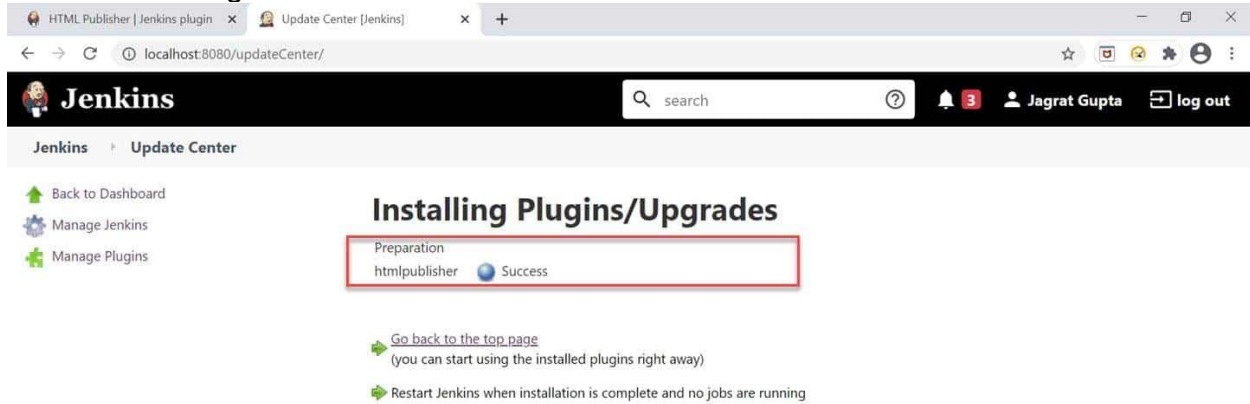 HTML Publisher | Jenkins plugin
Update Center [Jenkins]
localhost:8080/updateCenter/
Jenkins
search
3
Jagrat Gupta
log out
Jenkins
Update Center
Back to Dashboard
Manage Jenkins
Manage Plugins
Installing Plugins/Upgrades
Preparation
htmlpublisher Success
Go back to the top page
(you can start using the installed plugins right away)
Restart Jenkins when installation is complete and no jobs are running